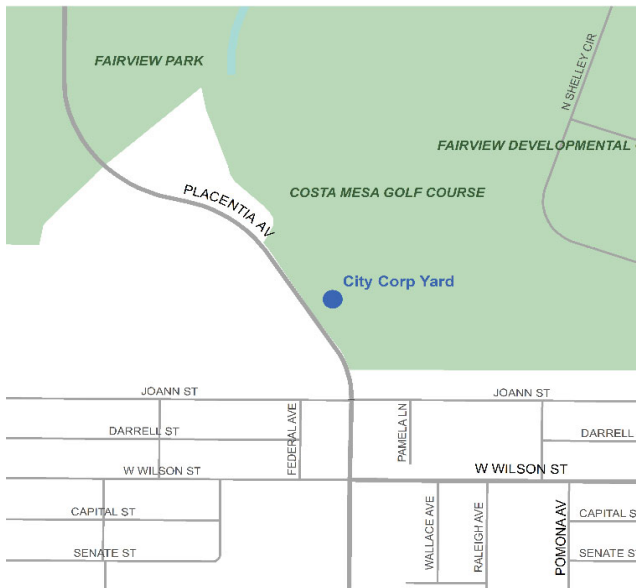 FAIRVIEW PARK
N SHELLEY CIR
FAIRVIEW DEVELOPMENTAL
COSTA MESA GOLF COURSE
PLACENTIA AV
City Corp Yard
JOANN ST
JOANN ST
DARRELL ST
FEDERAL AVE
PAMELA LN
DARRELL
W WILSON ST
W WILSON ST
CAPITAL ST
WALLACE AVE
RALEIGH AVE
POMONA AV
CAPITAL S
SENATE ST
SENATE S